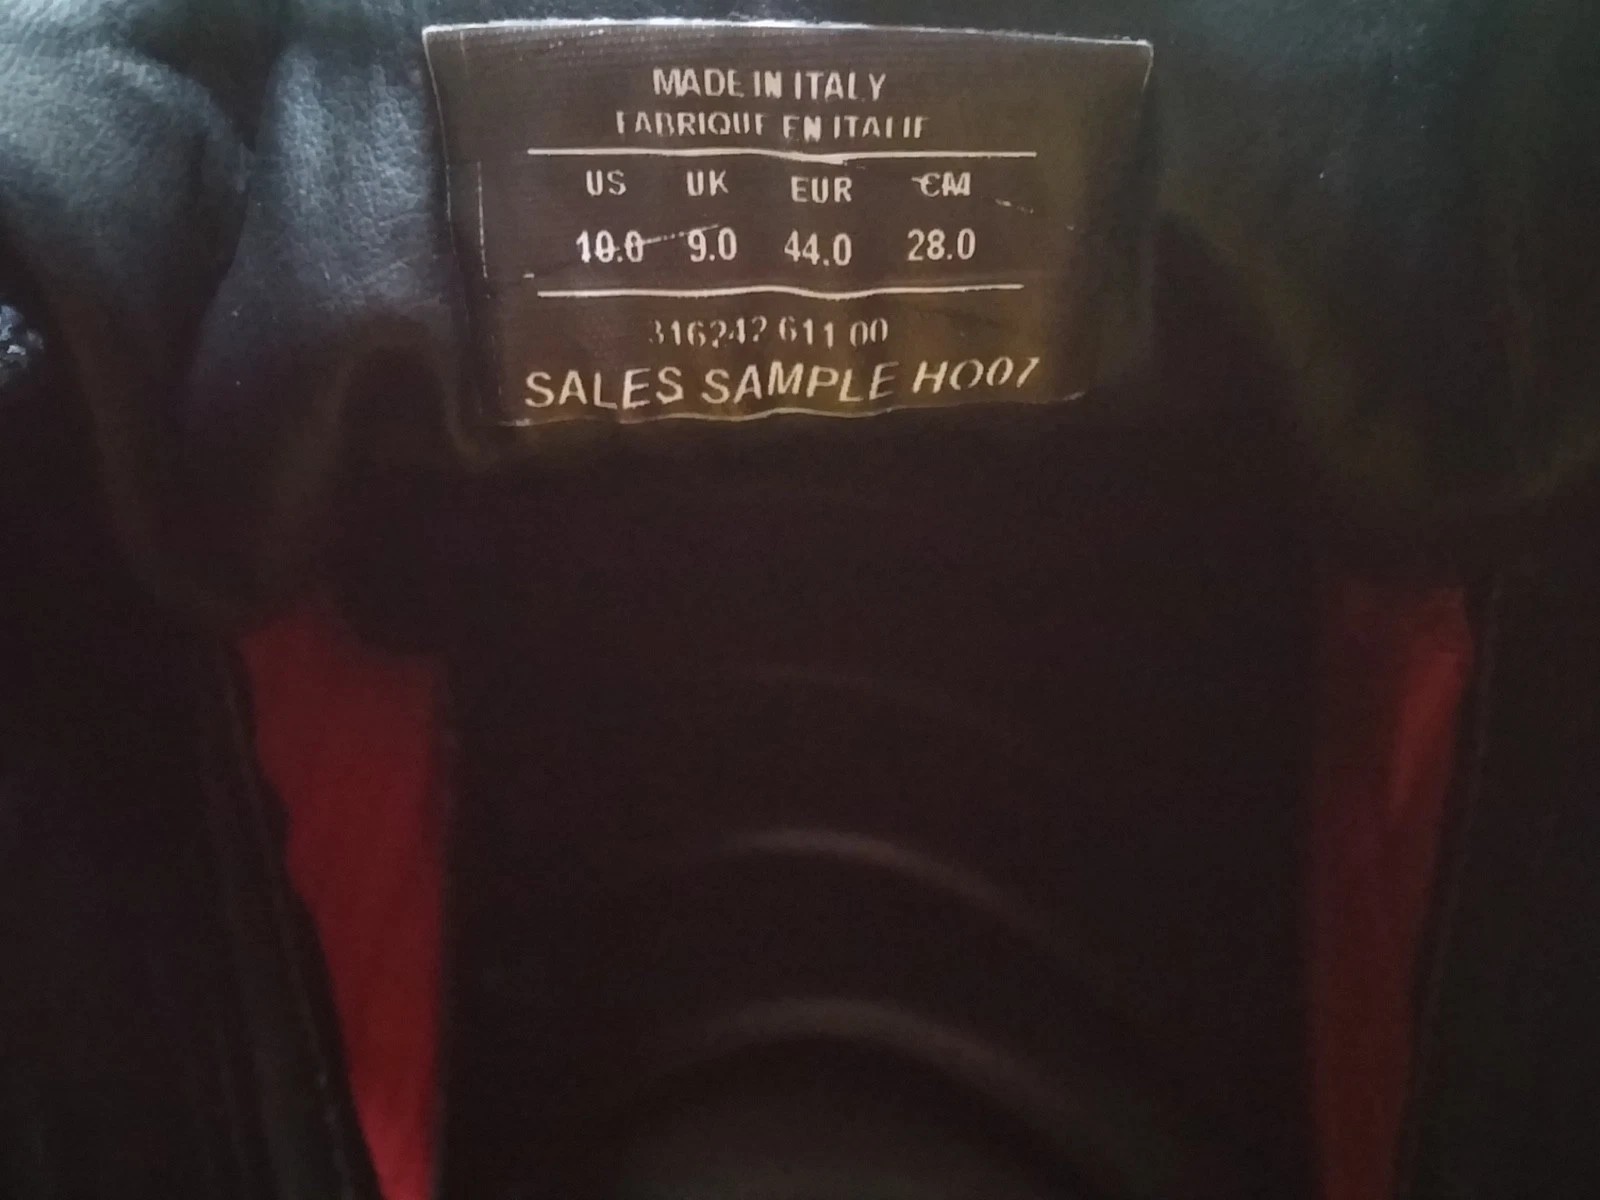 MADE IN ITALY
FABRIQUE EN ITALIE
US UK EUR CM
10.0 9.0 44.0 28.0
316242 611 00
SALES SAMPLE HO07